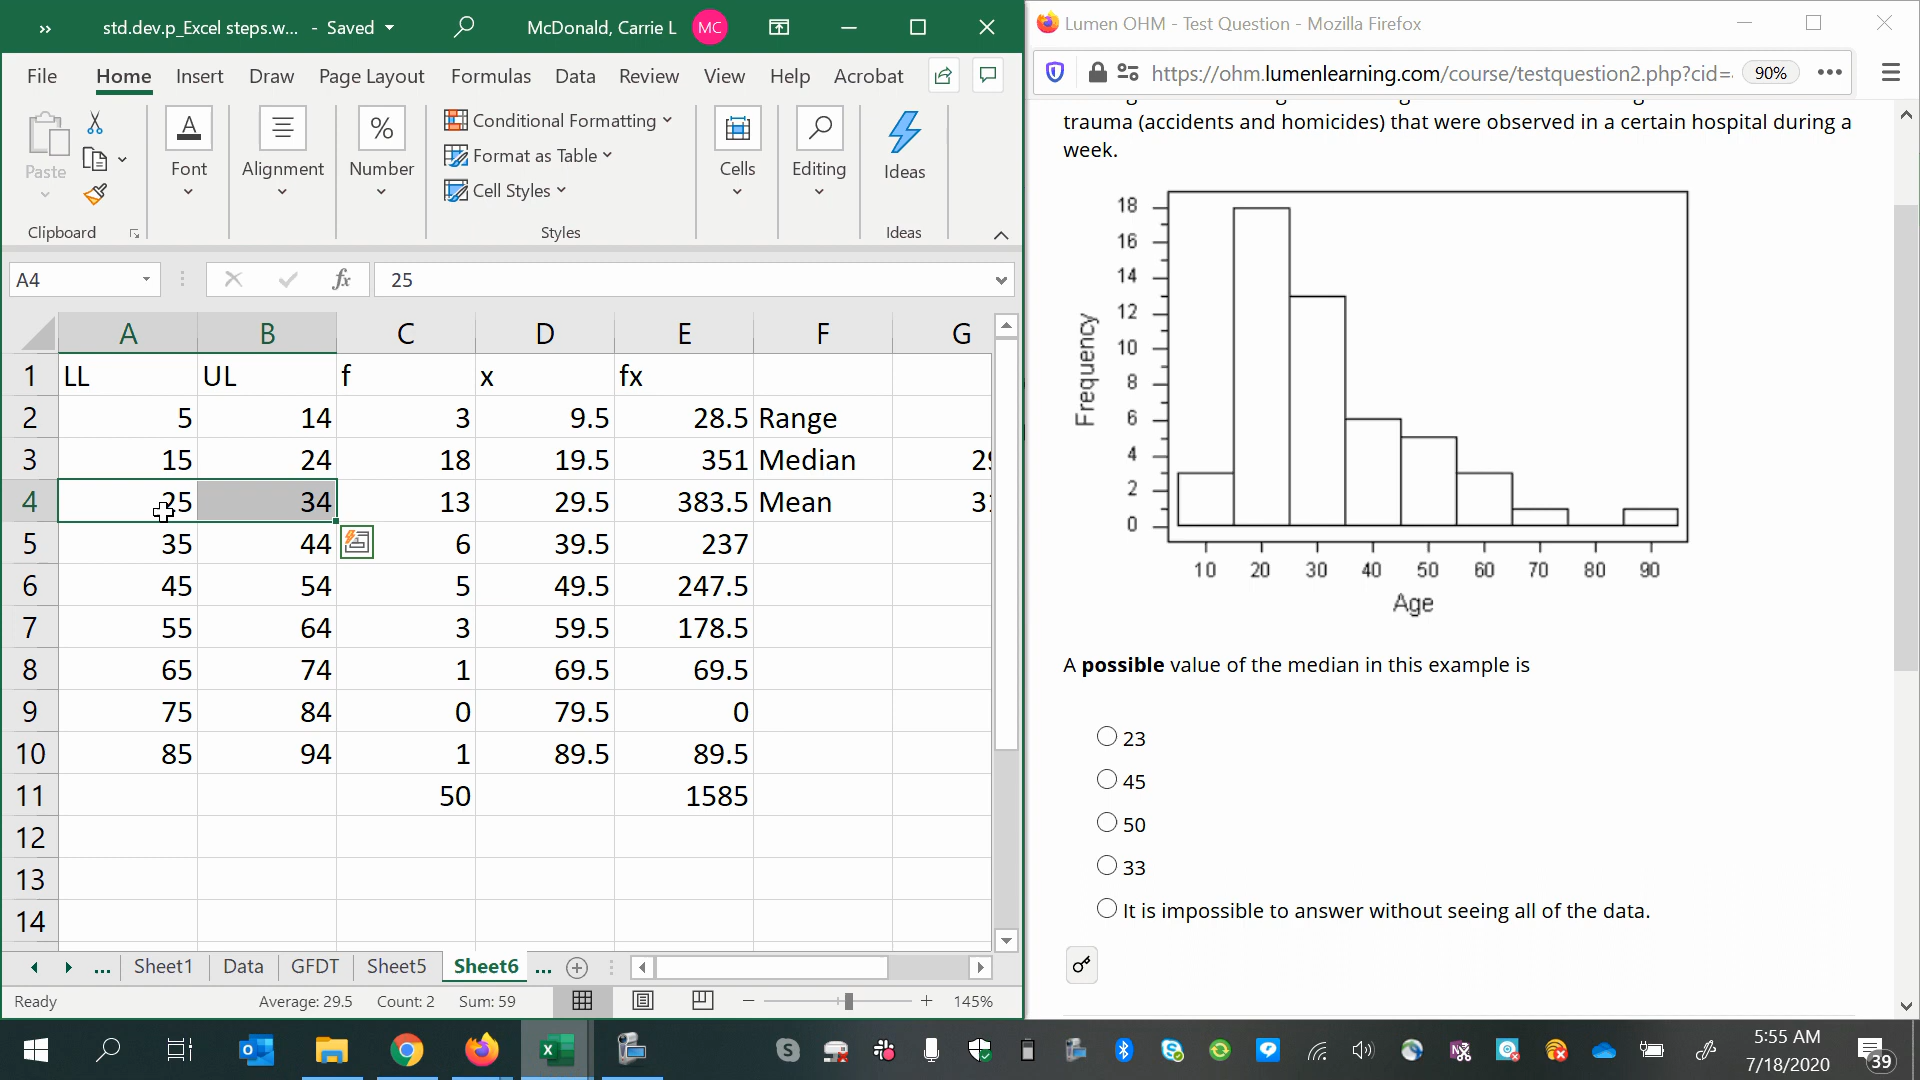 std.dev.p_Excel steps.w... - Saved
McDonald, Carrie L
MC
File Home Insert Draw Page Layout Formulas Data Review View Help Acrobat
Paste
Clipboard
Font
Alignment
Number
Conditional Formatting
Format as Table
Cell Styles
Styles
Cells
Editing
Ideas
Ideas
A4
fx
25
A B C D E F G
1 LL UL f x fx
2 5 14 3 9.5 28.5 Range
3 15 24 18 19.5 351 Median
4 25 34 13 29.5 383.5 Mean
5 35 44 6 39.5 237
6 45 54 5 49.5 247.5
7 55 64 3 59.5 178.5
8 65 74 1 69.5 69.5
9 75 84 0 79.5 0
10 85 94 1 89.5 89.5
11 50 1585
12
13
14
... Sheet1 Data GFDT Sheet5 Sheet6 ...
Ready Average: 29.5 Count: 2 Sum: 59 145%
Lumen OHM - Test Question - Mozilla Firefox
https://ohm.lumenlearning.com/course/testquestion2.php?cid= 90%
trauma (accidents and homicides) that were observed in a certain hospital during a
week.
Frequency
18
16
14
12
10
8
6
4
2
0
10 20 30 40 50 60 70 80 90
Age
A possible value of the median in this example is
23
45
50
33
It is impossible to answer without seeing all of the data.
5:55 AM
7/18/2020
39